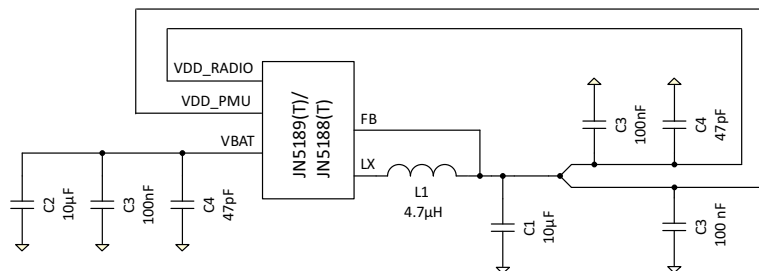 VDD_RADIO
VDD_PMU
VBAT
JN5189(T)/
JN5188(T)
FB
LX
L1
4.7µH
C2
10µF
C3
100nF
C4
47pF
C1
10µF
C3
100nF
C4
47pF
C3
100 nF